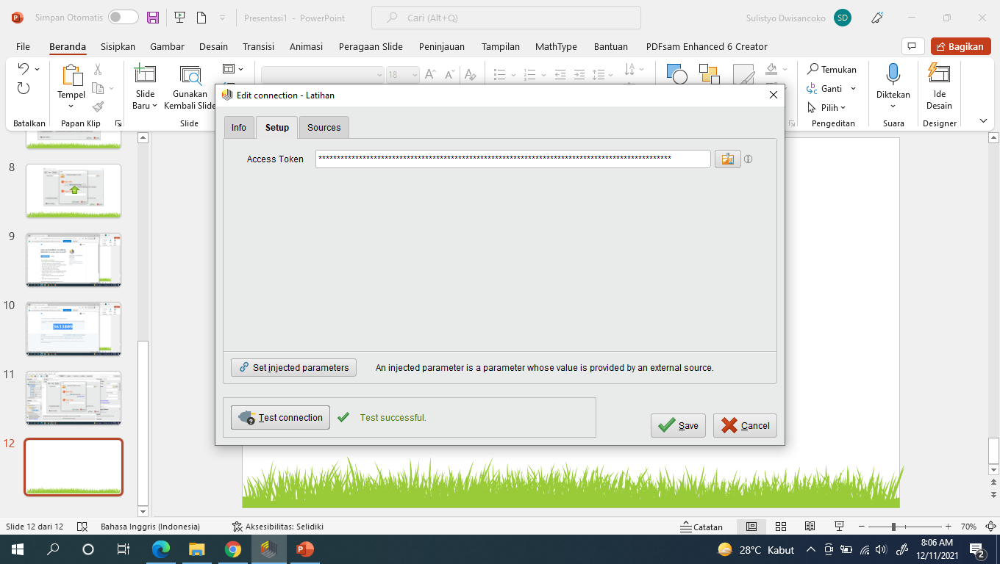 Simpan Otomatis
Presentasi1 - PowerPoint
Cari (Alt+Q)
Sulistyo Dwisancoko
SD
File
Beranda
Sisipkan
Gambar
Desain
Transisi
Animasi
Peragaan Slide
Peninjauan
Tampilan
MathType
Bantuan
PDFsam Enhanced 6 Creator
Bagikan
Tempel
Slide
Baru
Gunakan
Kembali Slide
18
Temukan
Ganti
Pilih
Diktekan
Ide
Desain
Batalkan
Papan Klip
Slide
Pengeditan
Suara
Designer
Edit connection - Latihan
Info
Setup
Sources
Access Token
Set injected parameters
An injected parameter is a parameter whose value is provided by an external source.
Test connection
Test successful.
Save
Cancel
8
9
10
3633809
11
12
Slide 12 dari 12
Bahasa Inggris (Indonesia)
Aksesibilitas: Selidiki
Catatan
70%
28°C Kabut
8:06 AM
12/11/2021
2